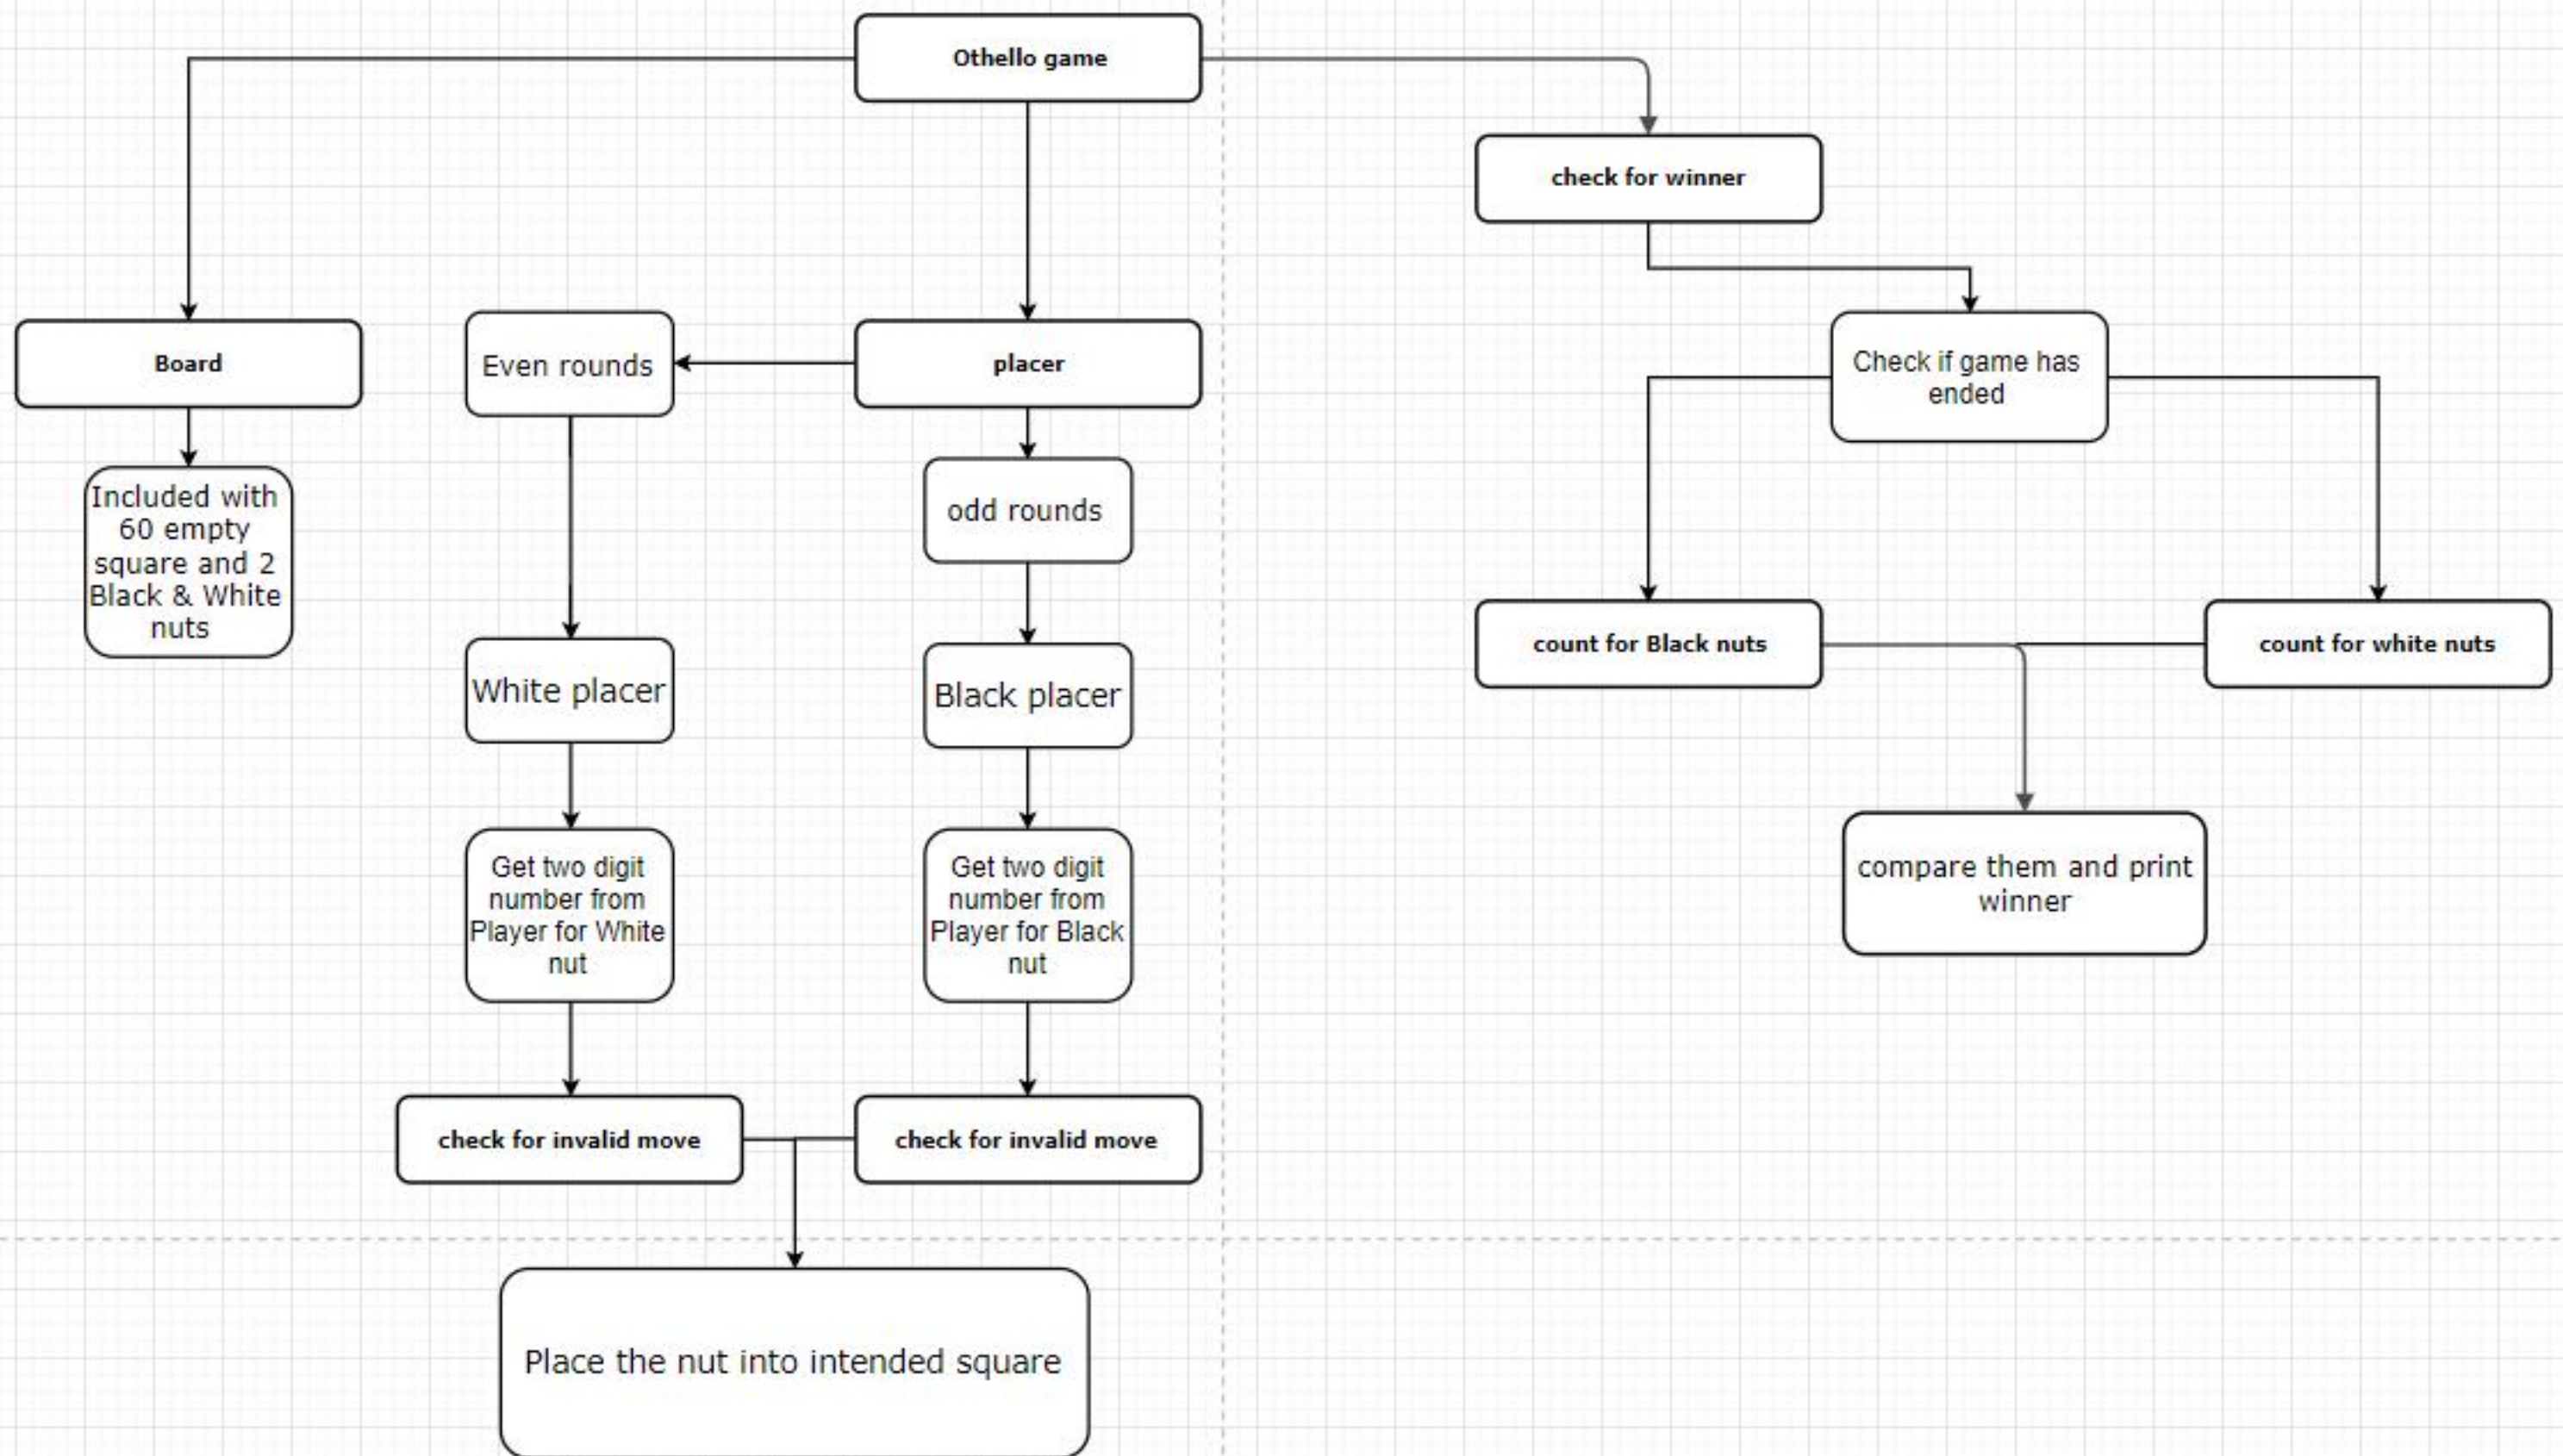 Othello game
check for winner
Board
Even rounds
placer
Check if game has
ended
Included with
60 empty
square and 2
Black & White
nuts
odd rounds
White placer
Black placer
count for Black nuts
count for white nuts
Get two digit
number from
Player for White
nut
Get two digit
number from
Player for Black
nut
compare them and print
winner
check for invalid move
check for invalid move
Place the nut into intended square